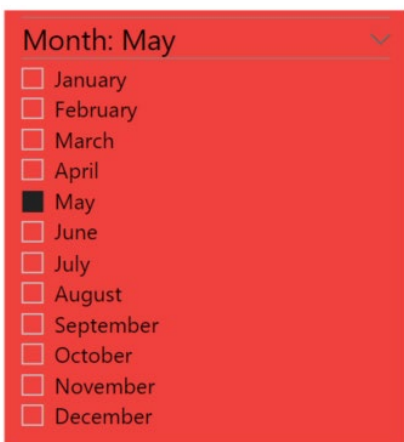 Month: May
January
February
March
April
May
June
July
August
September
October
November
December